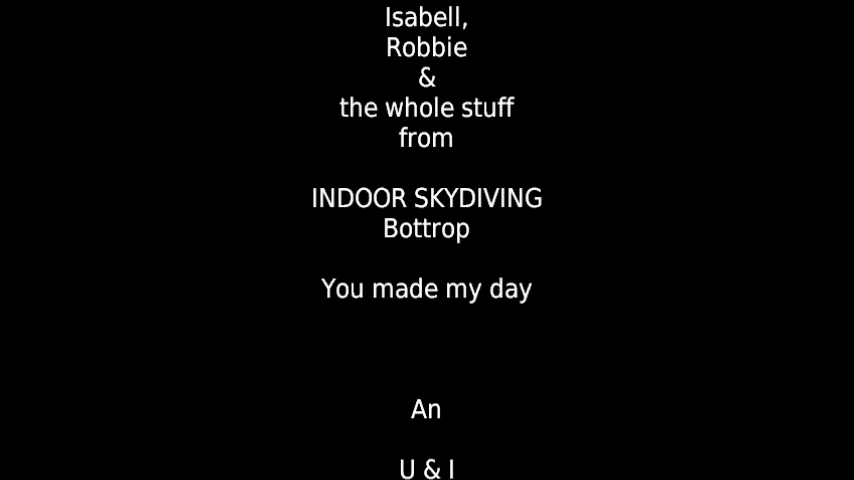 Isabell,
Robbie
&
the whole stuff
from
INDOOR SKYDIVING
Bottrop
You made my day
An
U & I